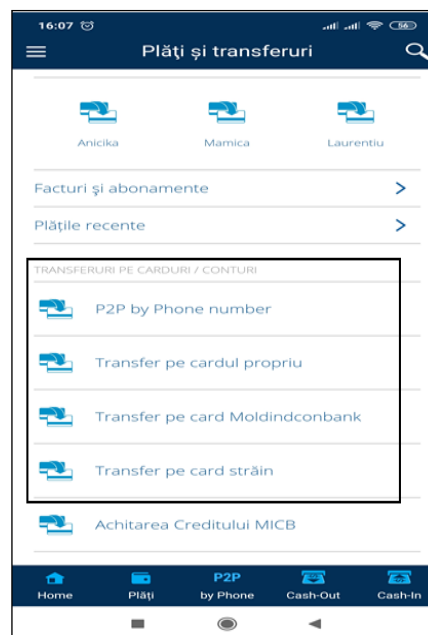 16:07
56
Plăţi și transferuri
Anicika
Mamica
Laurentiu
Facturi şi abonamente
Plățile recente
TRANSFERURI PE CARDURI / CONTURI
P2P by Phone number
Transfer pe cardul propriu
Transfer pe card Moldindconbank
Transfer pe card străin
Achitarea Creditului MICB
Home
Plăţi
P2P
by Phone
Cash-Out
Cash-In